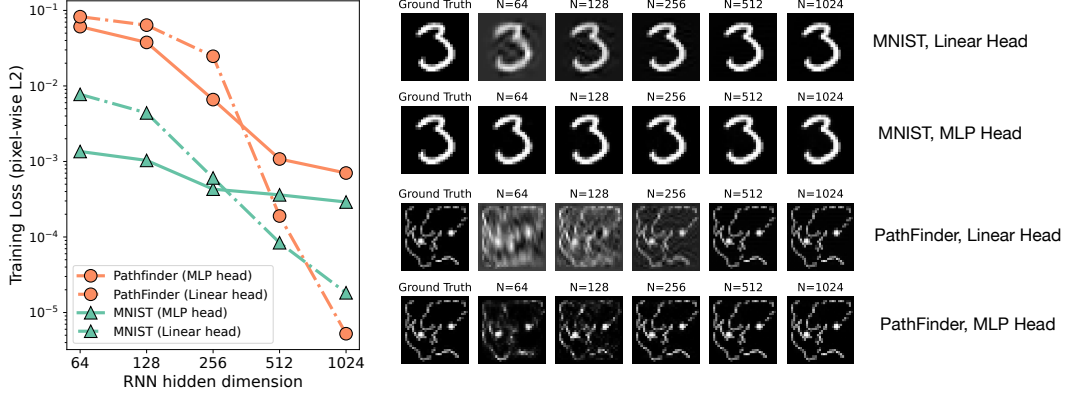 Training Loss (pixel-wise L2)
10⁻¹
10⁻²
10⁻³
10⁻⁴
10⁻⁵
Pathfinder (MLP head)
PathFinder (Linear head)
MNIST (MLP head)
MNIST (Linear head)
64 128 256 512 1024
RNN hidden dimension
Ground Truth N=64 N=128 N=256 N=512 N=1024
MNIST, Linear Head
Ground Truth N=64 N=128 N=256 N=512 N=1024
MNIST, MLP Head
Ground Truth N=64 N=128 N=256 N=512 N=1024
PathFinder, Linear Head
Ground Truth N=64 N=128 N=256 N=512 N=1024
PathFinder, MLP Head